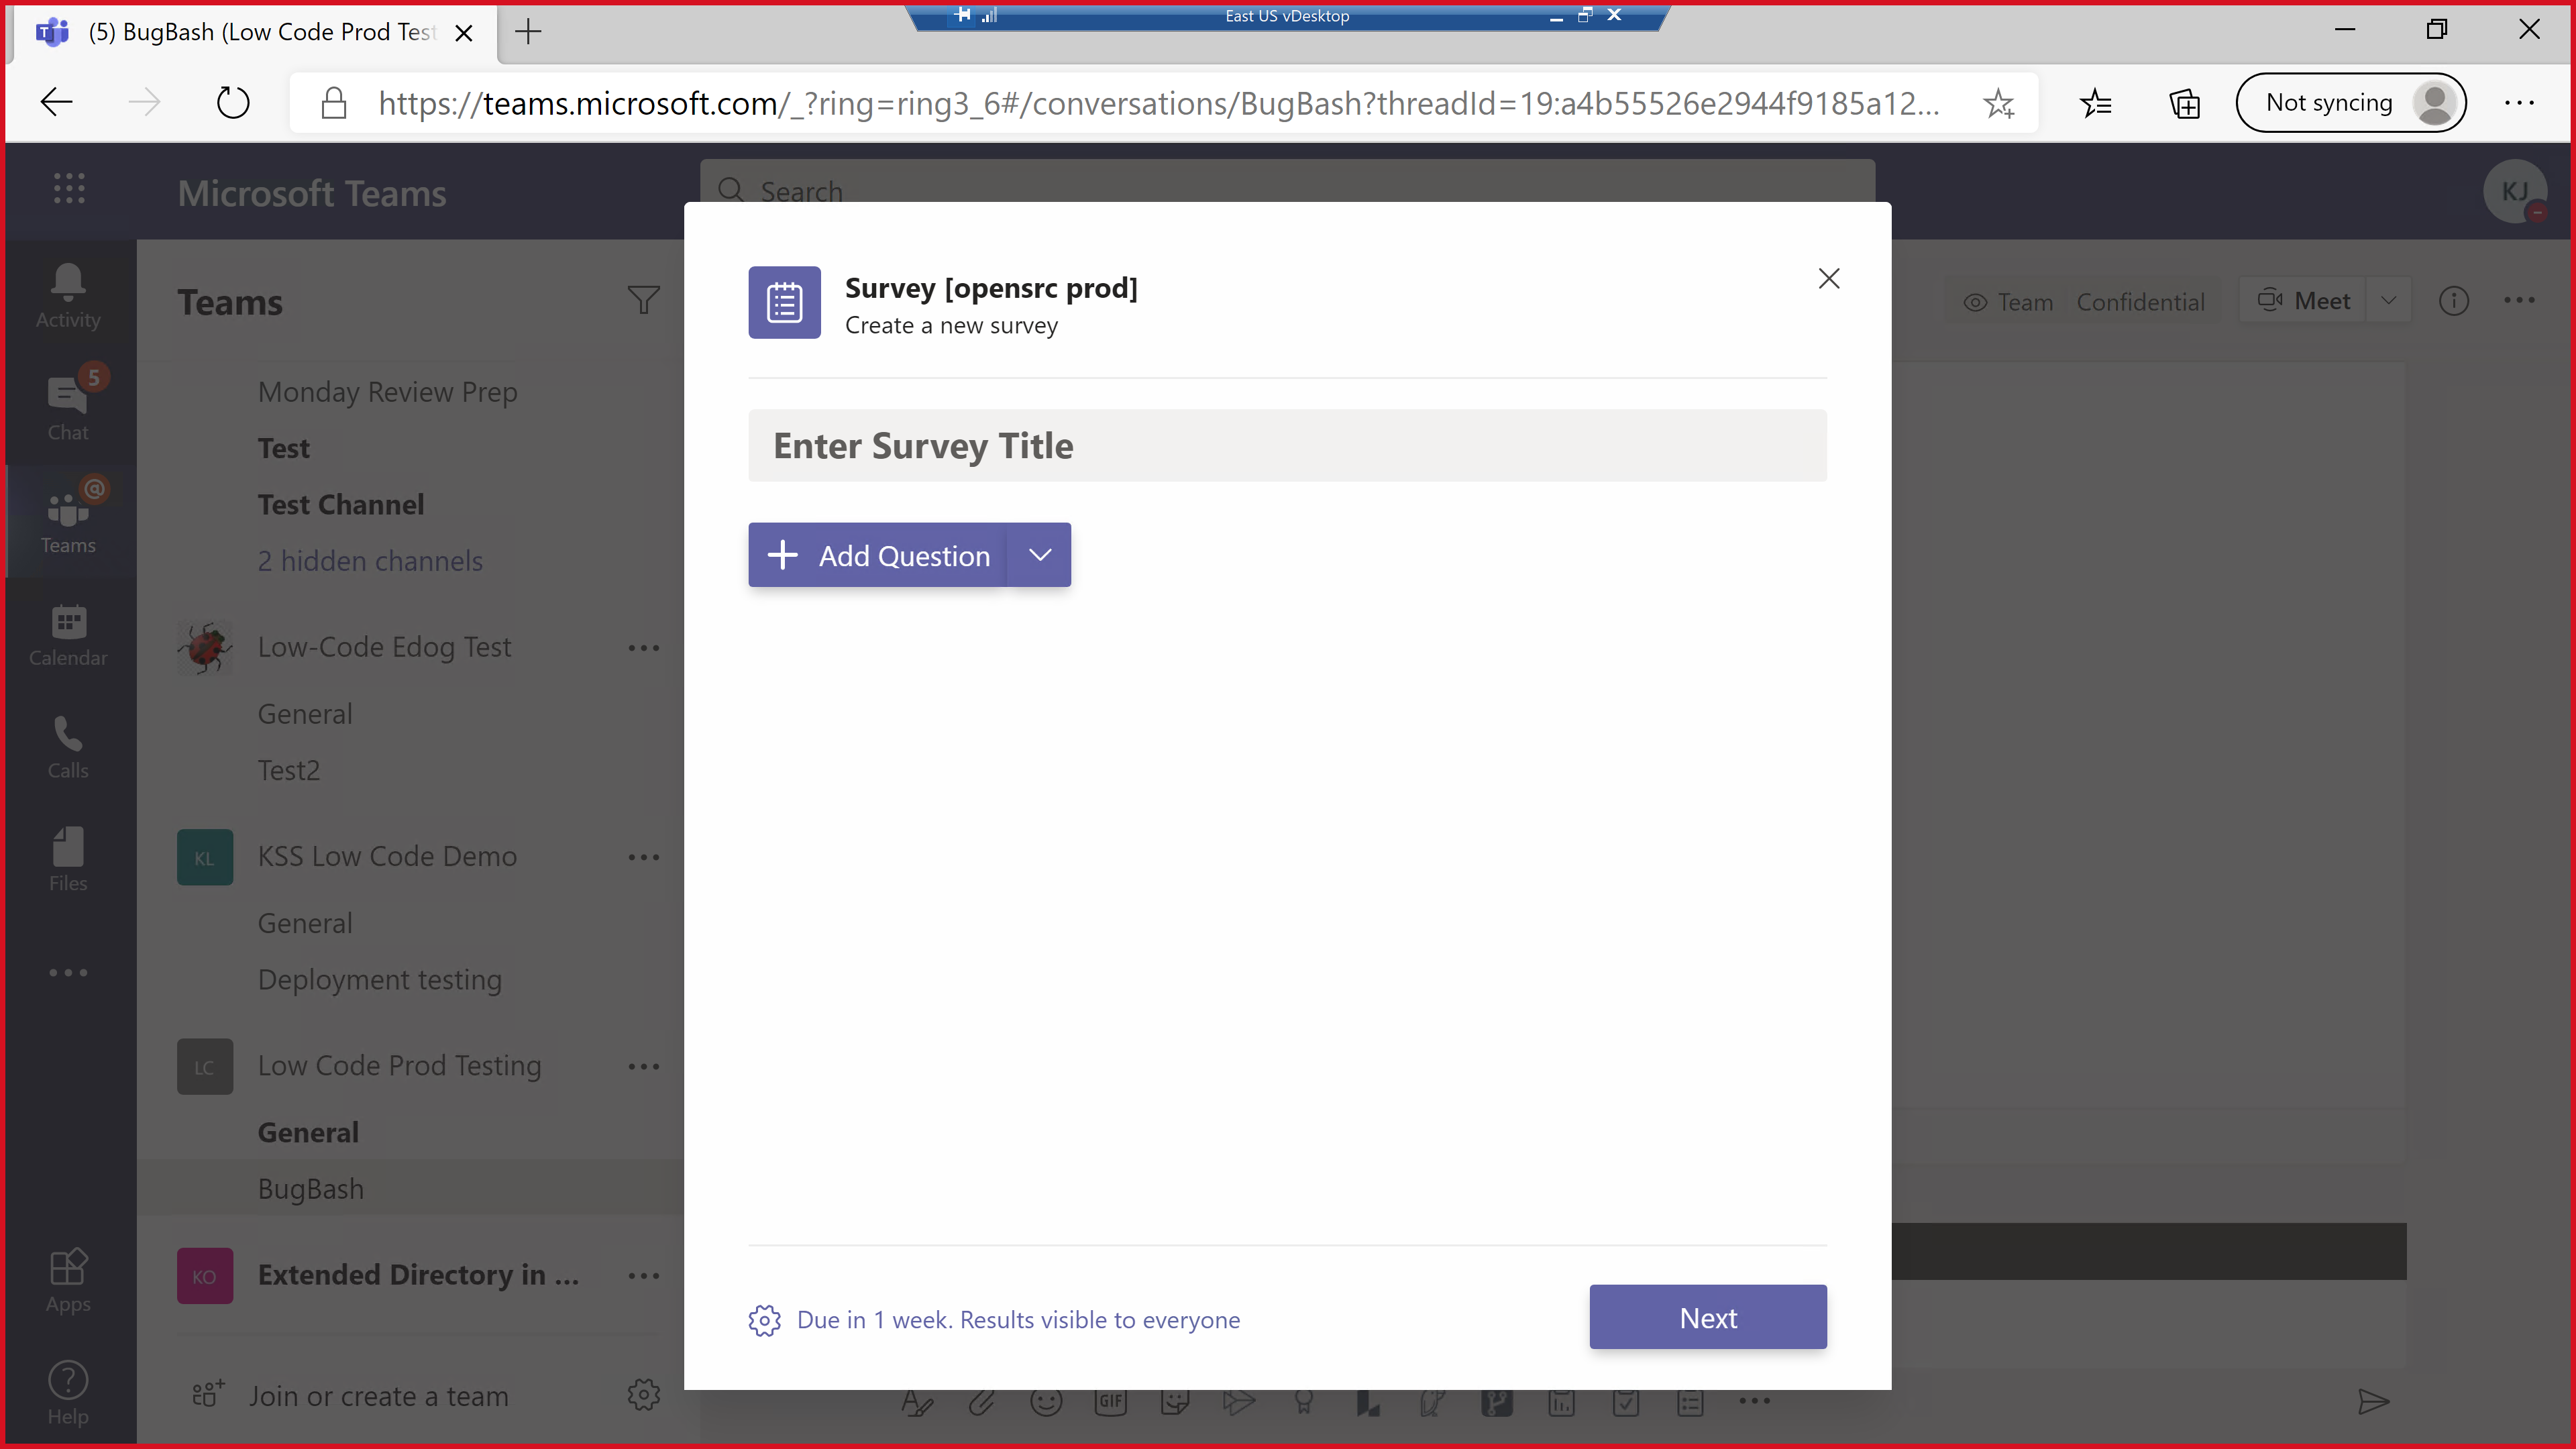 East US vDesktop
(5) BugBash (Low Code Prod Test
https://teams.microsoft.com/_?ring=ring3_6#/conversations/BugBash?threadId=19:a4b55526e2944f9185a12...
Not syncing
Microsoft Teams
Search
KJ
Activity
5
Chat
@
Teams
Calendar
Calls
Files
Apps
Help
Teams
Monday Review Prep
Test
Test Channel
2 hidden channels
Low-Code Edog Test
General
Test2
KL
KSS Low Code Demo
General
Deployment testing
LC
Low Code Prod Testing
General
BugBash
KO
Extended Directory in ...
Join or create a team
Team
Confidential
Meet
Survey [opensrc prod]
Create a new survey
Enter Survey Title
Add Question
Due in 1 week. Results visible to everyone
Next
GIF